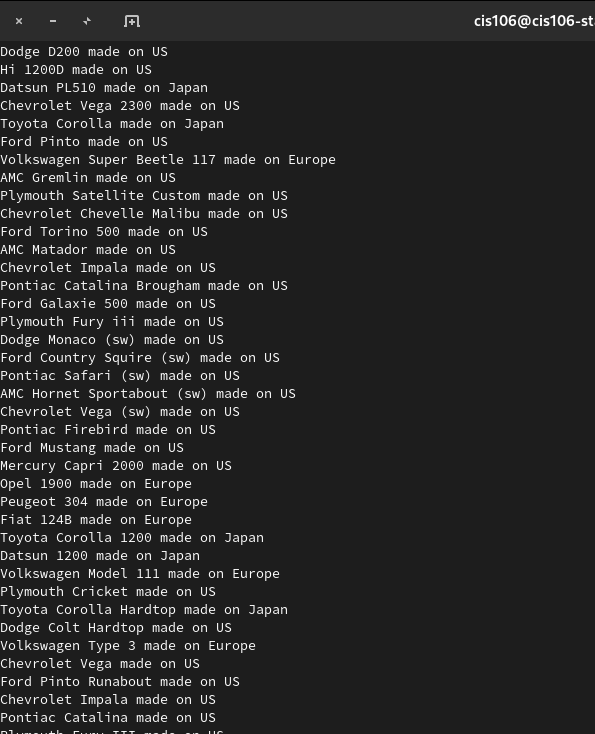 cis106@cis106-st
Dodge D200 made on US
Hi 1200D made on US
Datsun PL510 made on Japan
Chevrolet Vega 2300 made on US
Toyota Corolla made on Japan
Ford Pinto made on US
Volkswagen Super Beetle 117 made on Europe
AMC Gremlin made on US
Plymouth Satellite Custom made on US
Chevrolet Chevelle Malibu made on US
Ford Torino 500 made on US
AMC Matador made on US
Chevrolet Impala made on US
Pontiac Catalina Brougham made on US
Ford Galaxie 500 made on US
Plymouth Fury iii made on US
Dodge Monaco (sw) made on US
Ford Country Squire (sw) made on US
Pontiac Safari (sw) made on US
AMC Hornet Sportabout (sw) made on US
Chevrolet Vega (sw) made on US
Pontiac Firebird made on US
Ford Mustang made on US
Mercury Capri 2000 made on US
Opel 1900 made on Europe
Peugeot 304 made on Europe
Fiat 124B made on Europe
Toyota Corolla 1200 made on Japan
Datsun 1200 made on Japan
Volkswagen Model 111 made on Europe
Plymouth Cricket made on US
Toyota Corolla Hardtop made on Japan
Dodge Colt Hardtop made on US
Volkswagen Type 3 made on Europe
Chevrolet Vega made on US
Ford Pinto Runabout made on US
Chevrolet Impala made on US
Pontiac Catalina made on US
Plymouth Fury III made on US